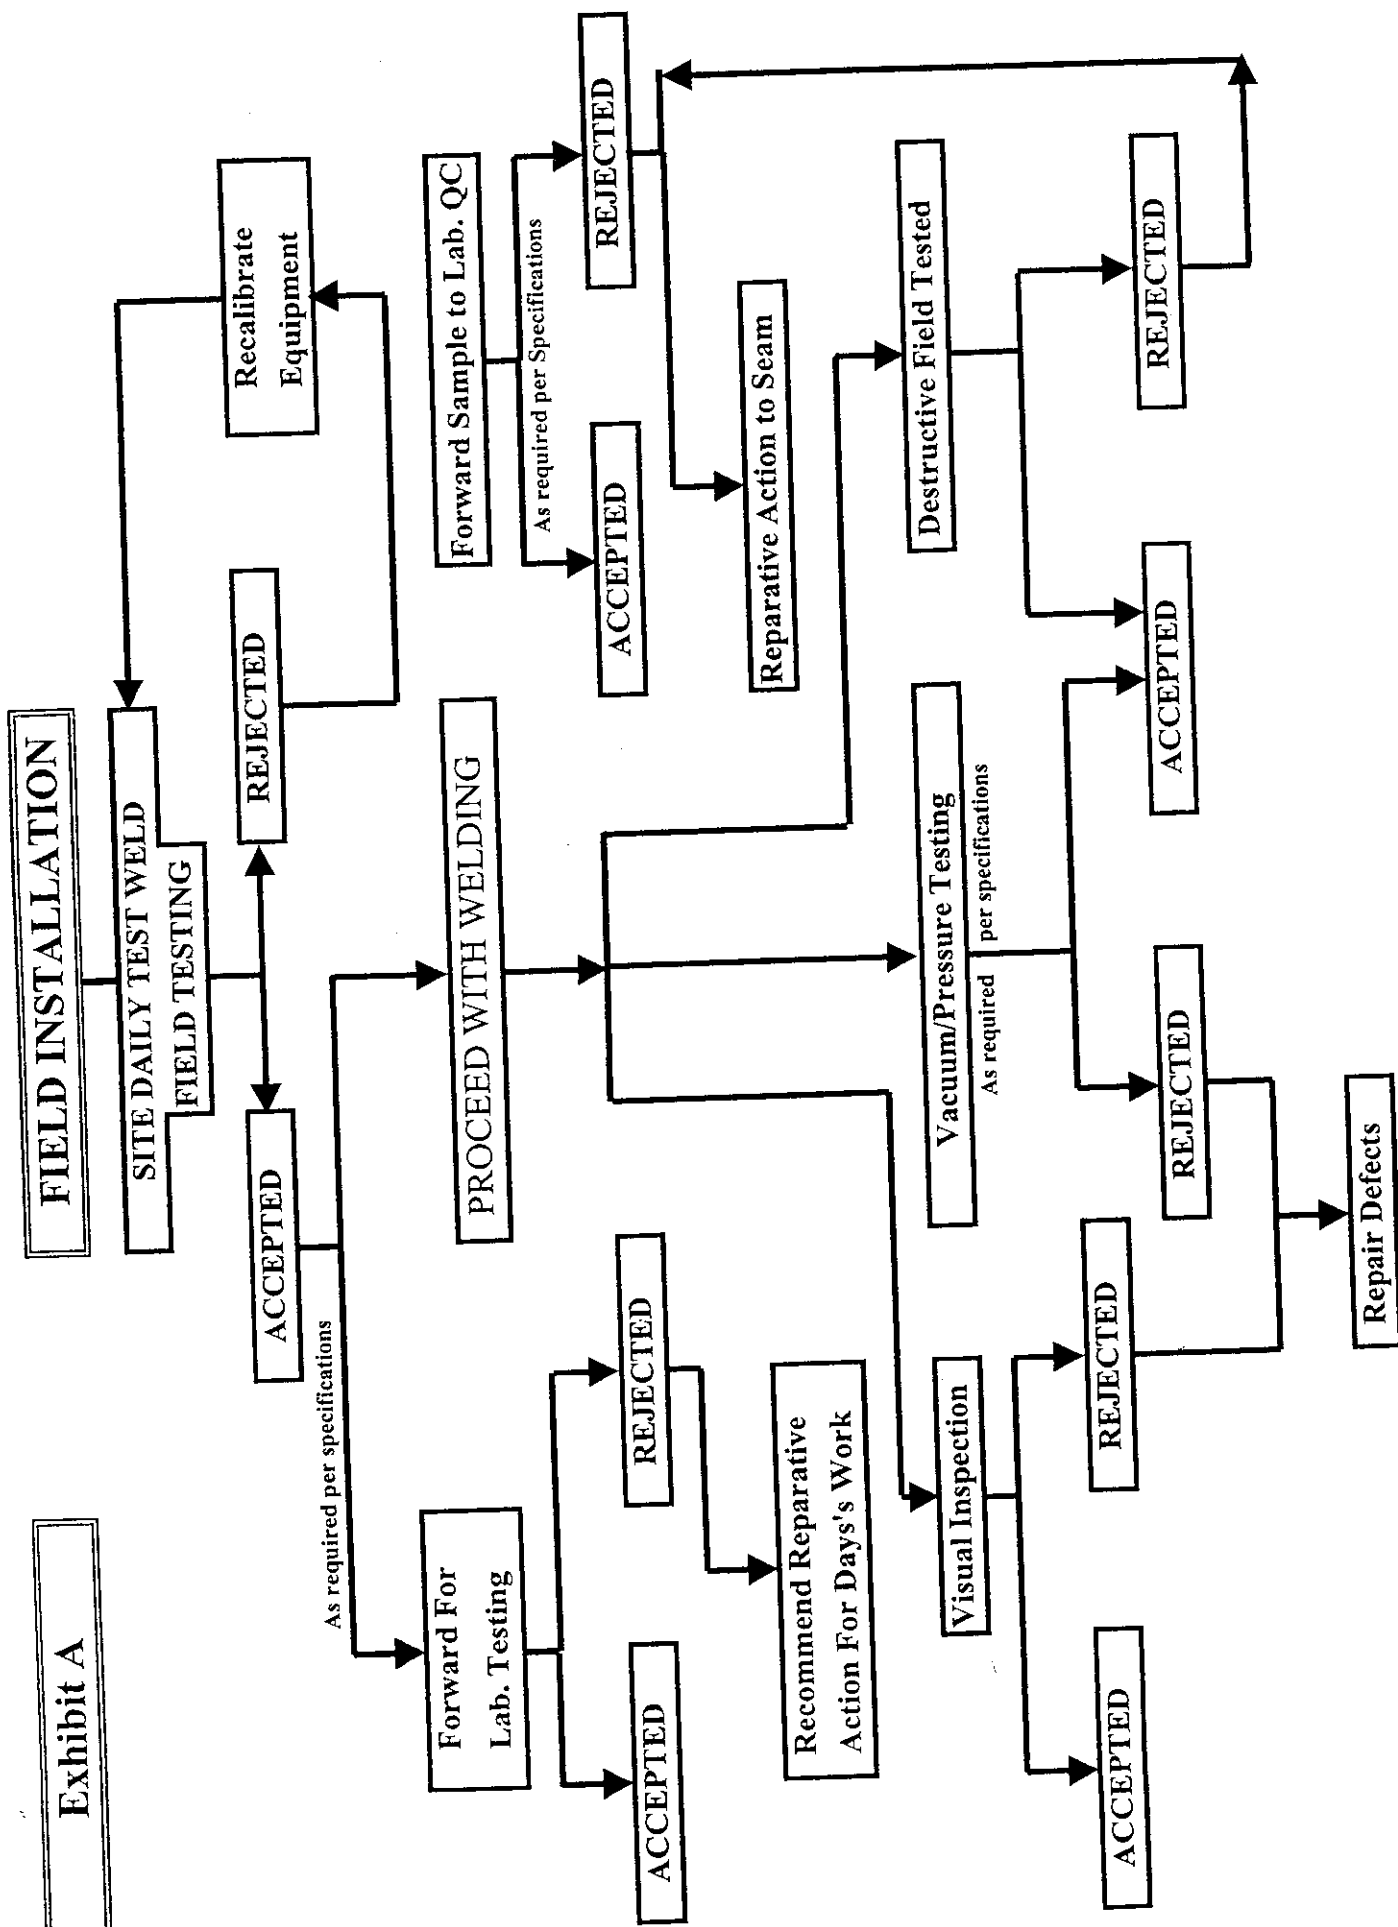 Exhibit A
FIELD INSTALLATION
SITE DAILY TEST WELD
FIELD TESTING
ACCEPTED
REJECTED
Recalibrate
Equipment
As required per specifications
Forward For
Lab. Testing
PROCEED WITH WELDING
Forward Sample to Lab. QC
As required per Specifications
ACCEPTED
REJECTED
ACCEPTED
REJECTED
Recommend Reparative
Action For Days's Work
Reparative Action to Seam
Visual Inspection
Vacuum/Pressure Testing
As required per specifications
Destructive Field Tested
ACCEPTED
REJECTED
REJECTED
ACCEPTED
REJECTED
Repair Defects